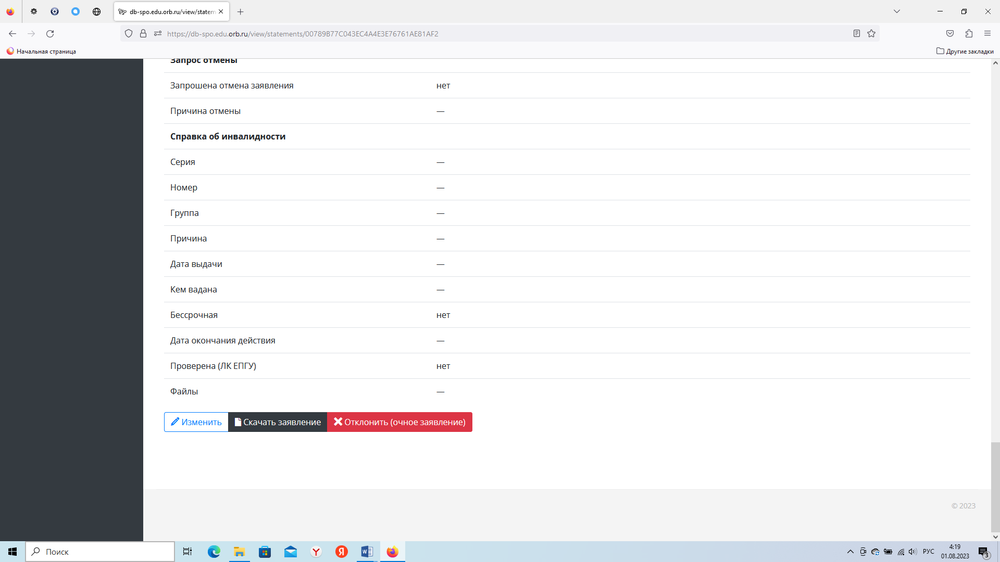 db-spo.edu.orb.ru/view/statem
https://db-spo.edu.orb.ru/view/statements/00789B77C043EC4A4E3E76761AE81AF2
Начальная страница
Другие закладки
Запрос отмены
Запрошена отмена заявления нет
Причина отмены —
Справка об инвалидности
Серия —
Номер —
Группа —
Причина —
Дата выдачи —
Кем вадана —
Бессрочная нет
Дата окончания действия —
Проверена (ЛК ЕПГУ) нет
Файлы —
Изменить Скачать заявление Отклонить (очное заявление)
© 2023
Поиск
РУС
4:19
01.08.2023
3